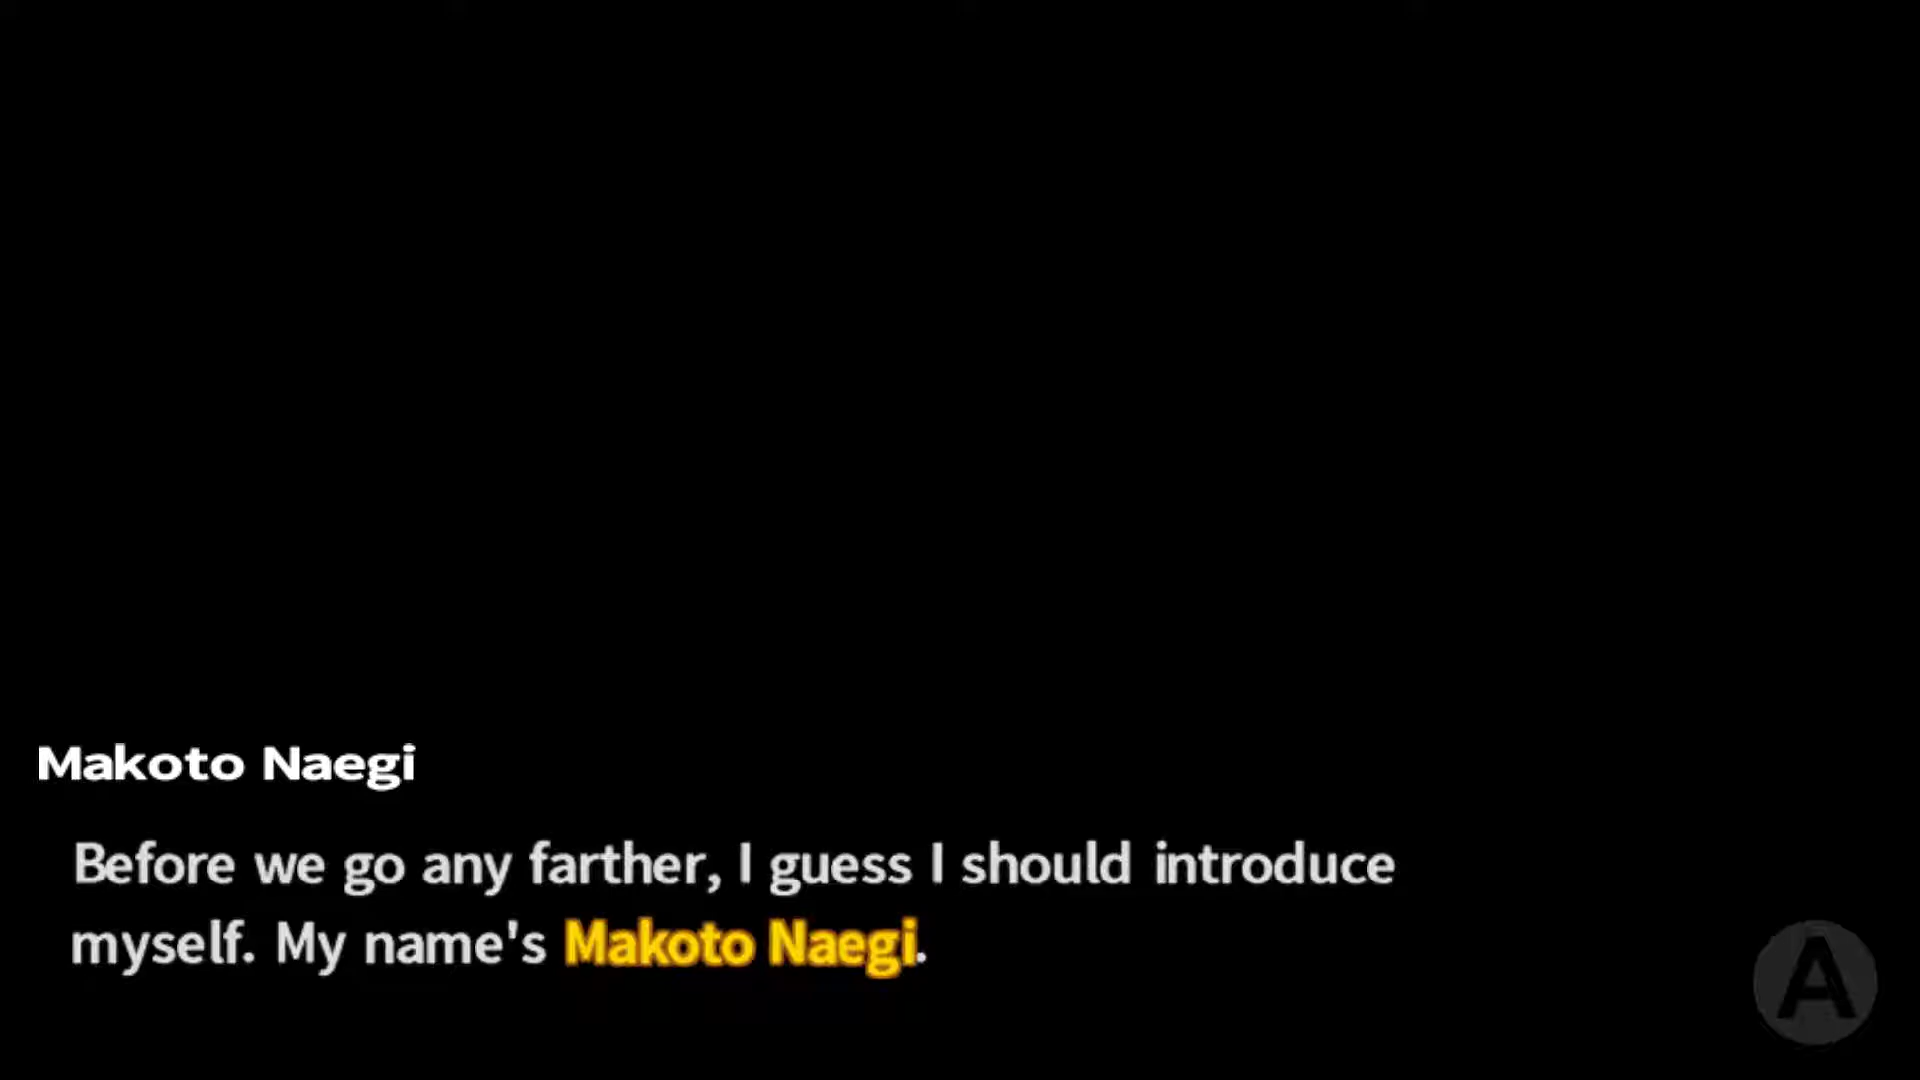 Makoto Naegi
Before we go any farther, I guess I should introduce
myself. My name's Makoto Naegi.
A